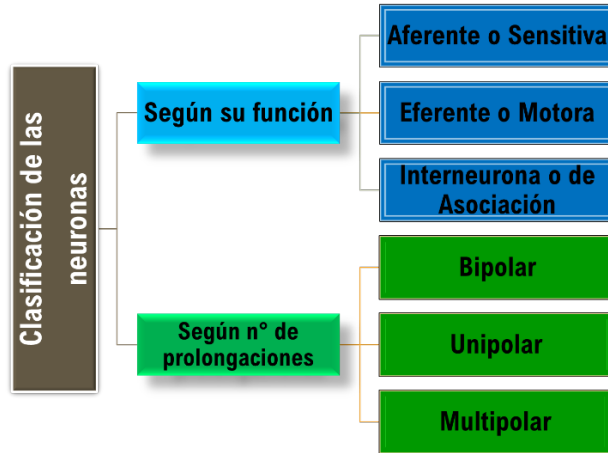 Clasificación de las
neuronas
Según su función
Aferente o Sensitiva
Eferente o Motora
Interneurona o de
Asociación
Según n° de
prolongaciones
Bipolar
Unipolar
Multipolar